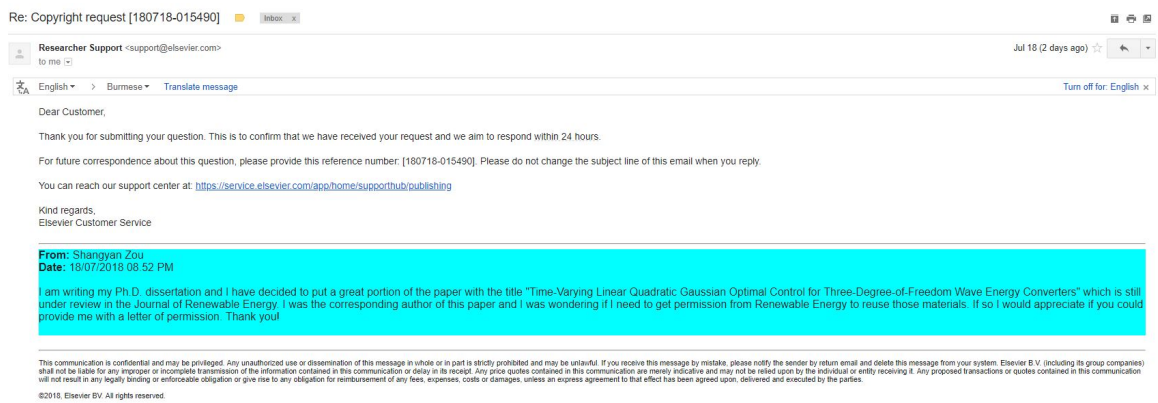 Re: Copyright request [180718-015490] Inbox x
Researcher Support <support@elsevier.com> Jul 18 (2 days ago)
to me
English > Burmese Translate message Turn off for: English x
Dear Customer,
Thank you for submitting your question. This is to confirm that we have received your request and we aim to respond within 24 hours.
For future correspondence about this question, please provide this reference number: [180718-015490]. Please do not change the subject line of this email when you reply.
You can reach our support center at: https://service.elsevier.com/app/home/supporthub/publishing
Kind regards,
Elsevier Customer Service
From: Shangyan Zou
Date: 18/07/2018 08:52 PM
I am writing my Ph.D. dissertation and I have decided to put a great portion of the paper with the title "Time-Varying Linear Quadratic Gaussian Optimal Control for Three-Degree-of-Freedom Wave Energy Converters" which is still
under review in the Journal of Renewable Energy. I was the corresponding author of this paper and I was wondering if I need to get permission from Renewable Energy to reuse those materials. If so I would appreciate if you could
provide me with a letter of permission. Thank you!
This communication is confidential and may be privileged. Any unauthorized use or dissemination of this message in whole or in part is strictly prohibited and may be unlawful. If you receive this message by mistake, please notify the sender by return email and delete this message from your system. Elsevier B.V. (including its group companies)
shall not be liable for any improper or incomplete transmission of the information contained in this communication or delay in its receipt. Any price quotes contained in this communication are merely indicative and may not be relied upon by the individual or entity receiving it. Any proposed transactions or quotes contained in this communication
will not result in any legally binding or enforceable obligation or give rise to any obligation for reimbursement of any fees, expenses, costs or damages, unless an express agreement to that effect has been agreed upon, delivered and executed by the parties.
©2018, Elsevier BV. All rights reserved.